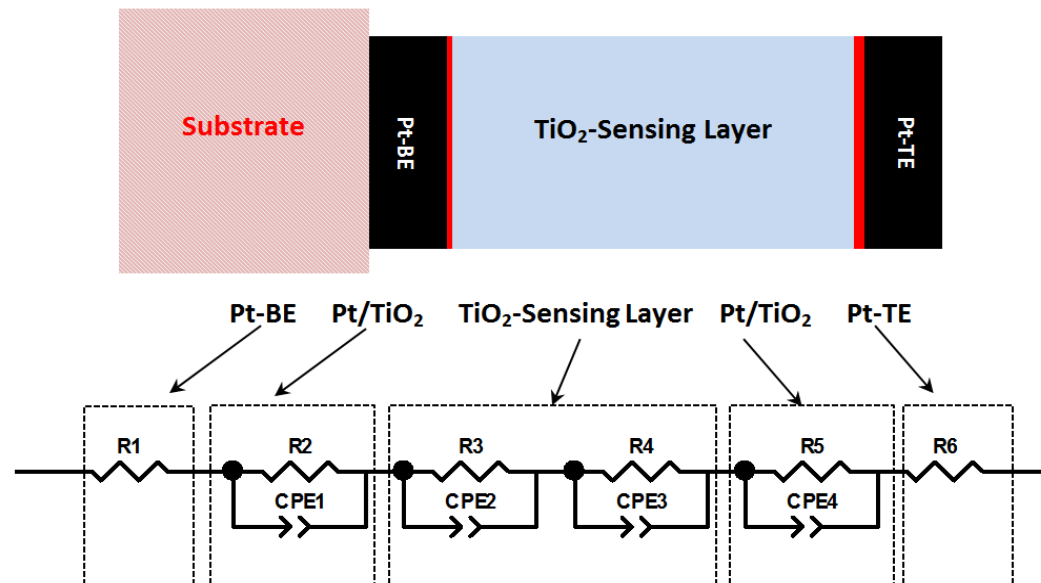 Substrate
Pt-BE
TiO₂-Sensing Layer
Pt-TE
Pt-BE Pt/TiO₂ TiO₂-Sensing Layer Pt/TiO₂ Pt-TE
R1 R2 R3 R4 R5 R6
CPE1 CPE2 CPE3 CPE4